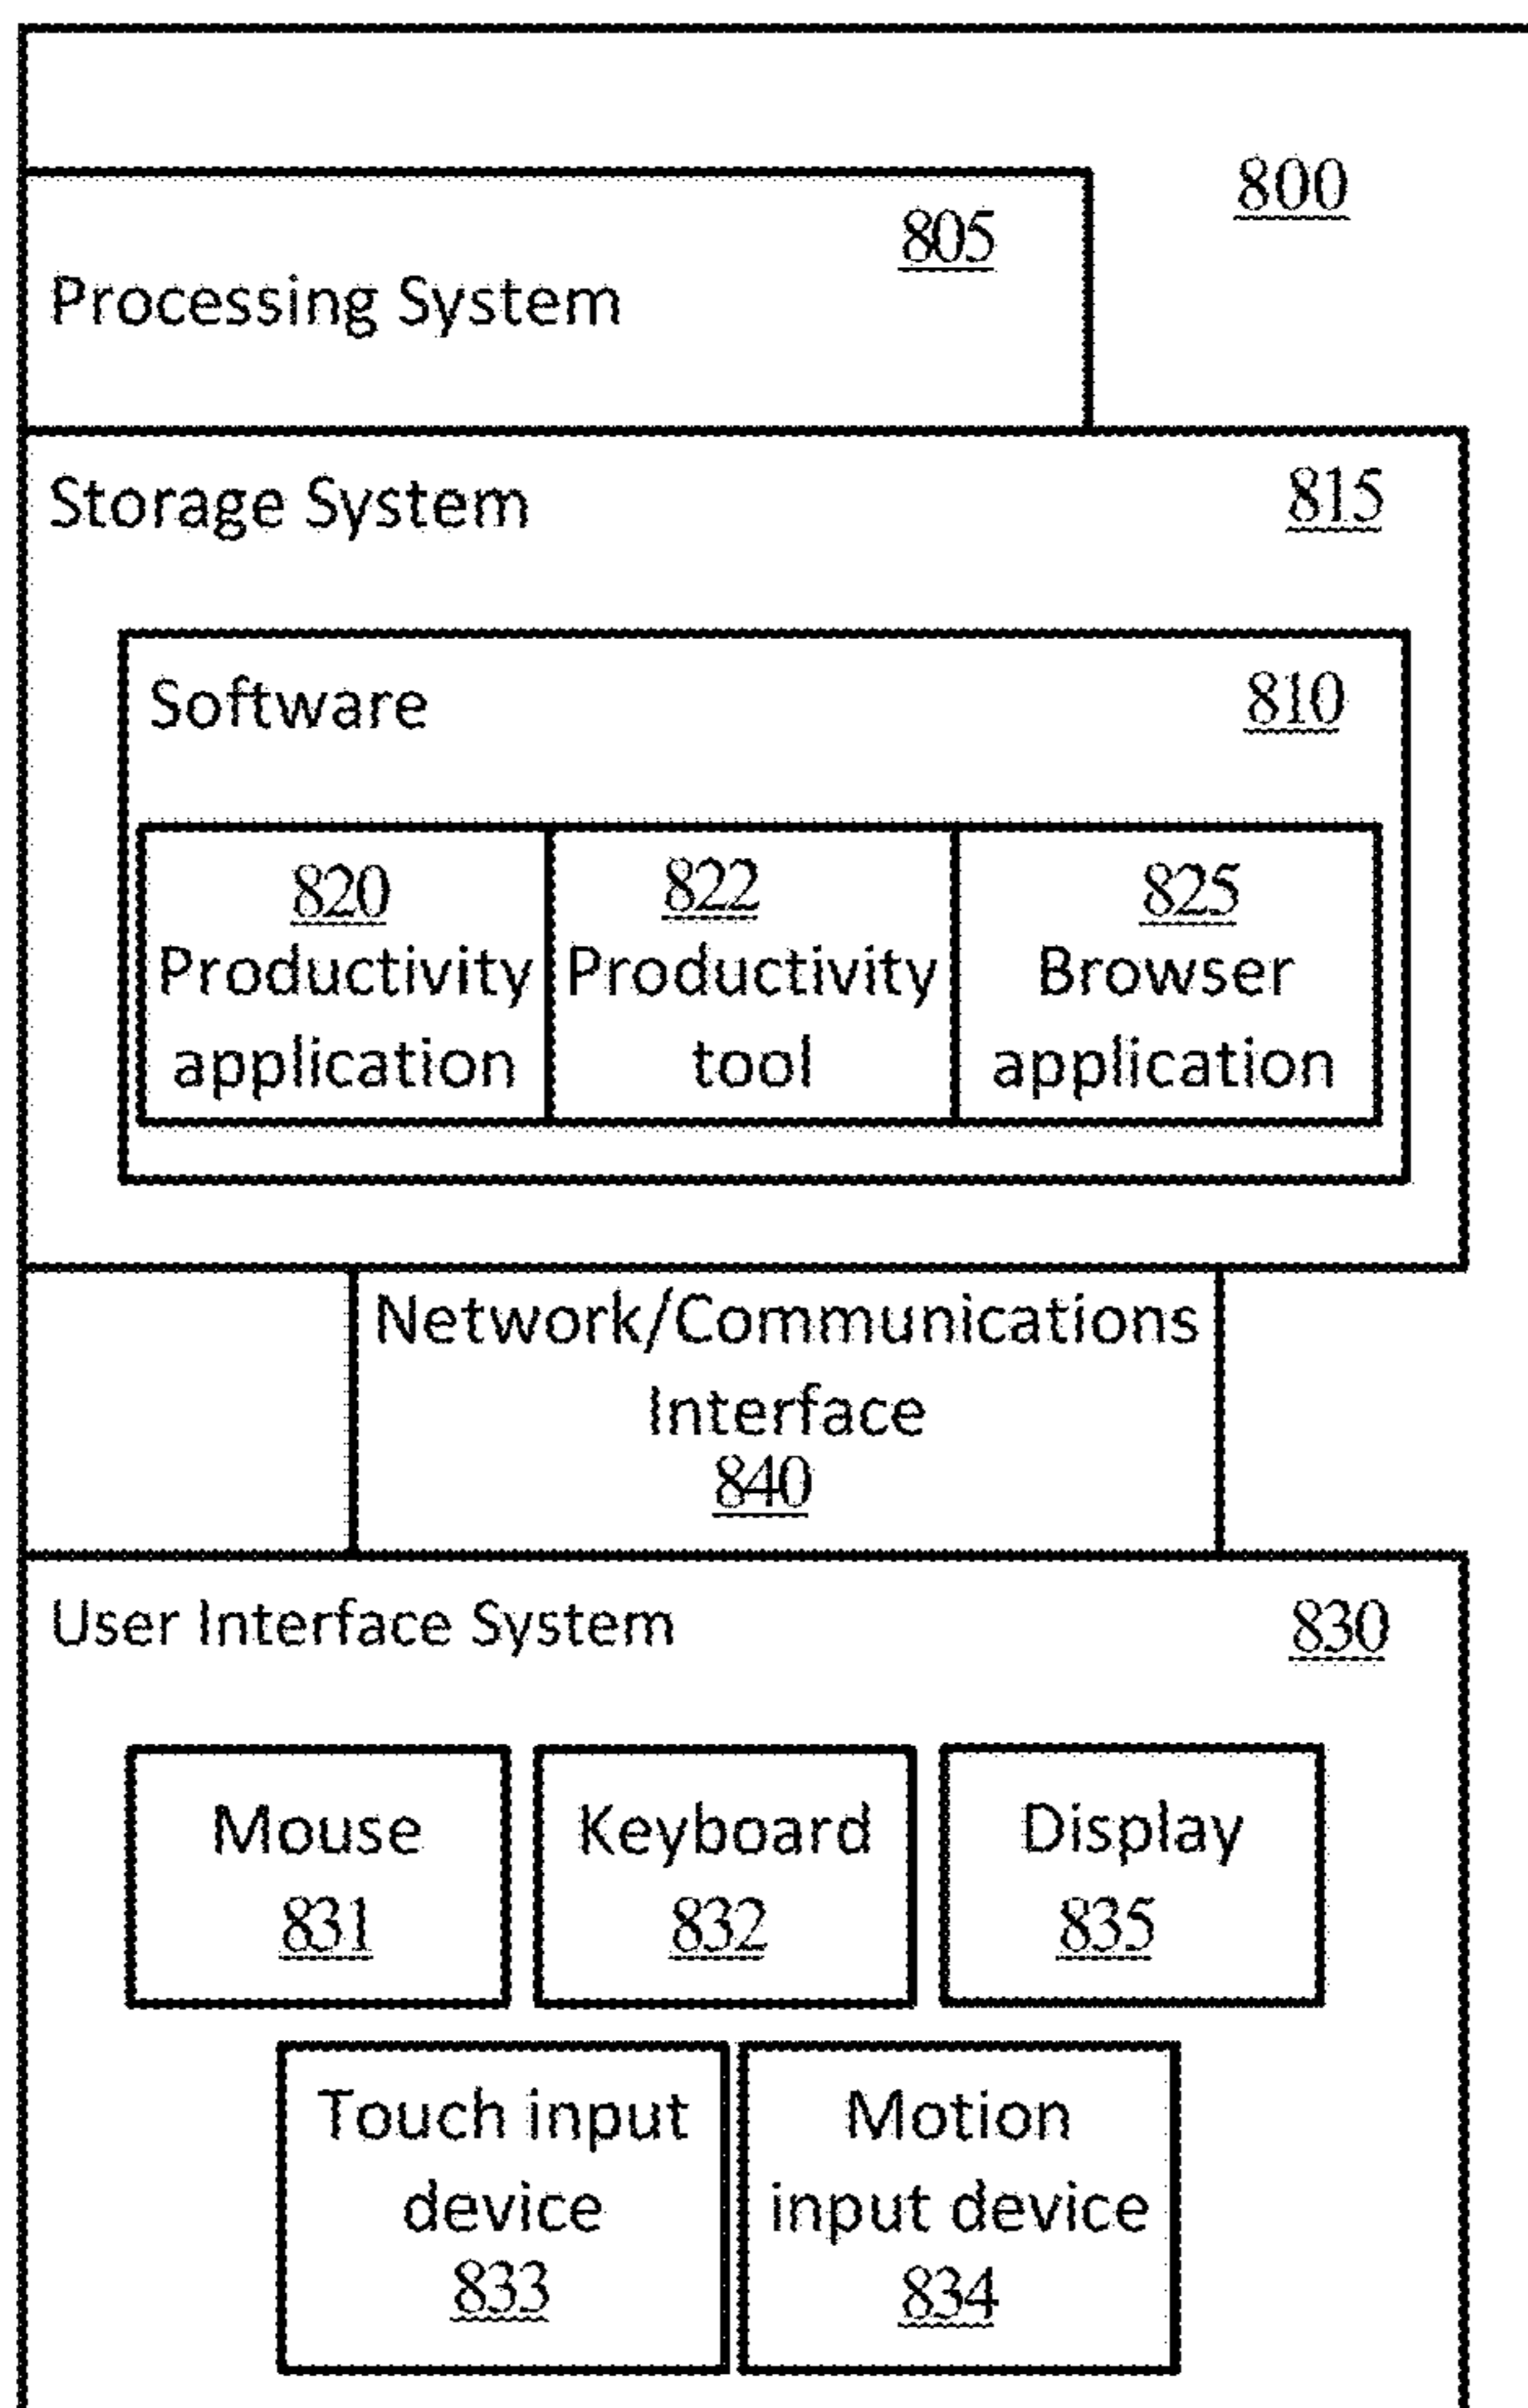 800
805
Processing System
Storage System 815
Software 810
820 822 825
Productivity Productivity Browser
application tool application
Network/Communications
Interface
840
User Interface System 830
Mouse Keyboard Display
831 832 835
Touch input Motion
device input device
833 834